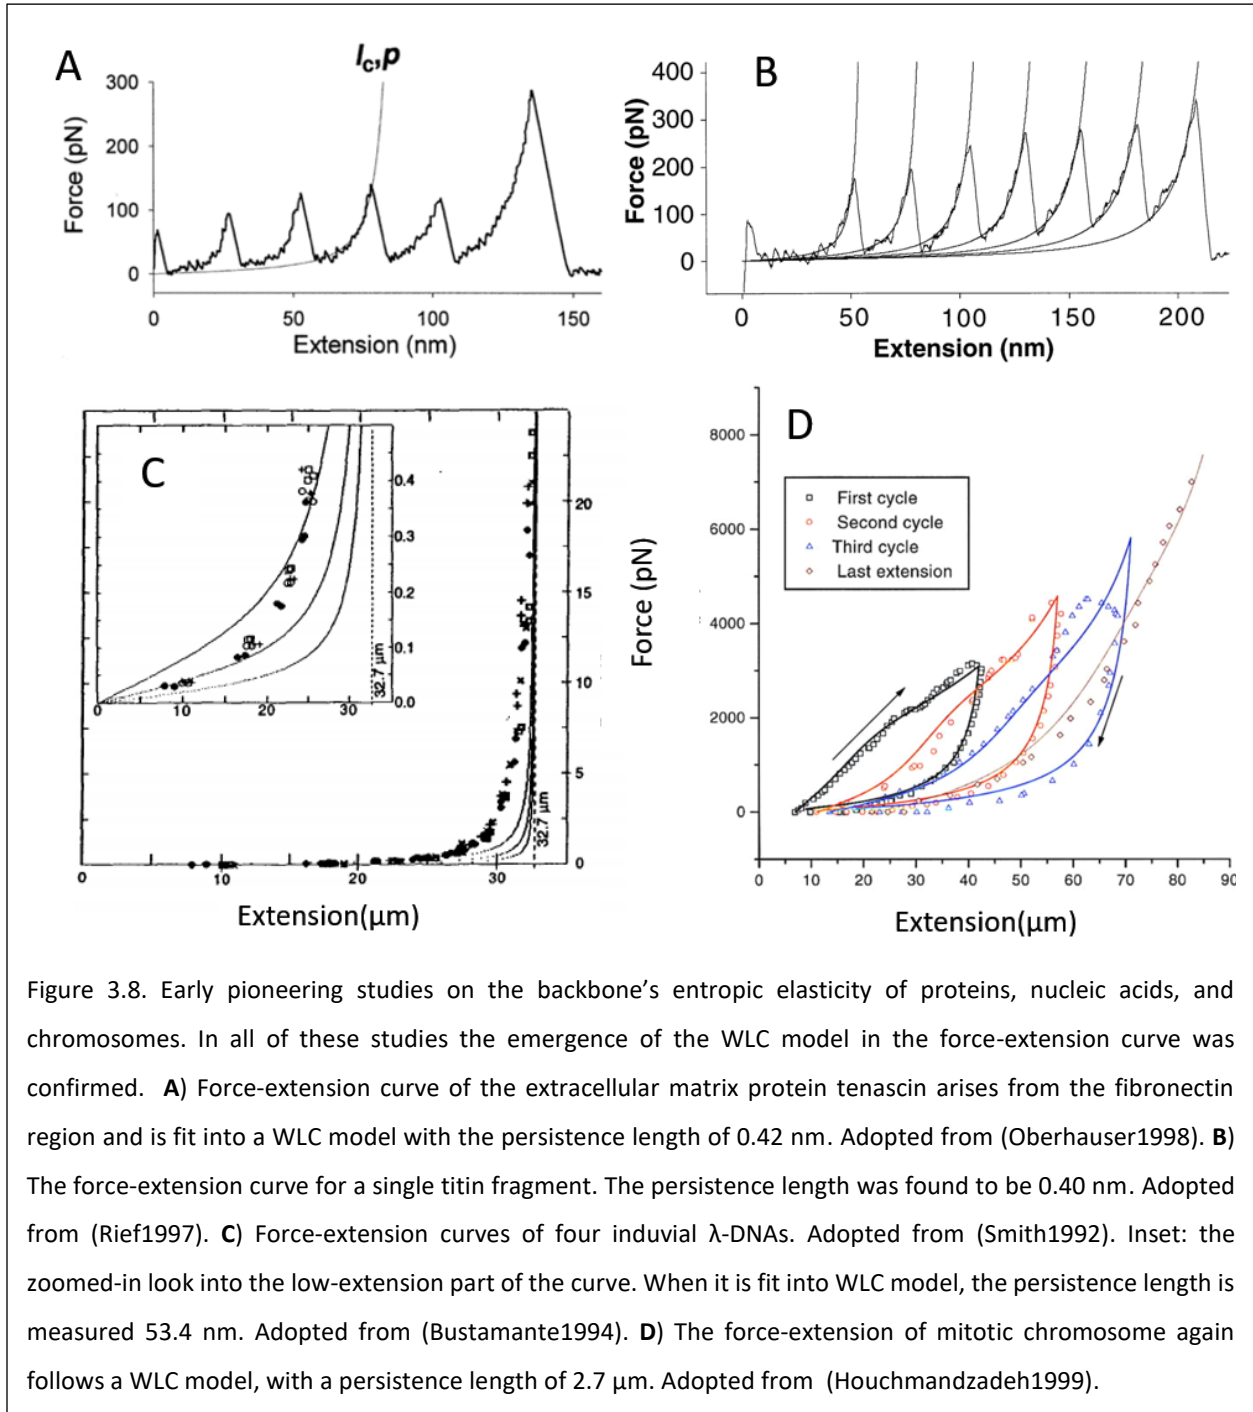 A
lc,p
300
200
100
0
Force (pN)
0 50 100 150
Extension (nm)
B
400
300
200
100
0
Force (pN)
0 50 100 150 200
Extension (nm)
C
0.4
0.3
0.2
0.1
0.0
0 10 20 30
32.7 µm
20
15
10
5
0
32.7 µm
0 10 20 30
Extension(µm)
Force (pN)
D
8000
6000
4000
2000
0
First cycle
Second cycle
Third cycle
Last extension
0 10 20 30 40 50 60 70 80 90
Extension(µm)
Figure 3.8. Early pioneering studies on the backbone’s entropic elasticity of proteins, nucleic acids, and
chromosomes. In all of these studies the emergence of the WLC model in the force-extension curve was
confirmed. A) Force-extension curve of the extracellular matrix protein tenascin arises from the fibronectin
region and is fit into a WLC model with the persistence length of 0.42 nm. Adopted from (Oberhauser1998). B)
The force-extension curve for a single titin fragment. The persistence length was found to be 0.40 nm. Adopted
from (Rief1997). C) Force-extension curves of four induvial λ-DNAs. Adopted from (Smith1992). Inset: the
zoomed-in look into the low-extension part of the curve. When it is fit into WLC model, the persistence length is
measured 53.4 nm. Adopted from (Bustamante1994). D) The force-extension of mitotic chromosome again
follows a WLC model, with a persistence length of 2.7 µm. Adopted from (Houchmandzadeh1999).